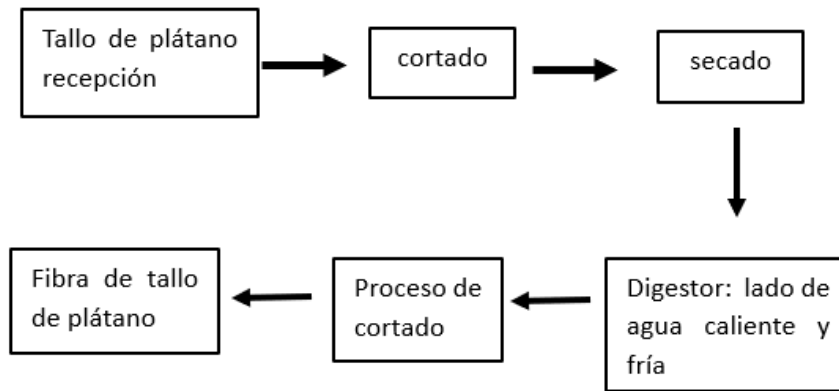 Tallo de plátano
recepción
cortado
secado
Digestor: lado de
agua caliente y
fría
Proceso de
cortado
Fibra de tallo
de plátano